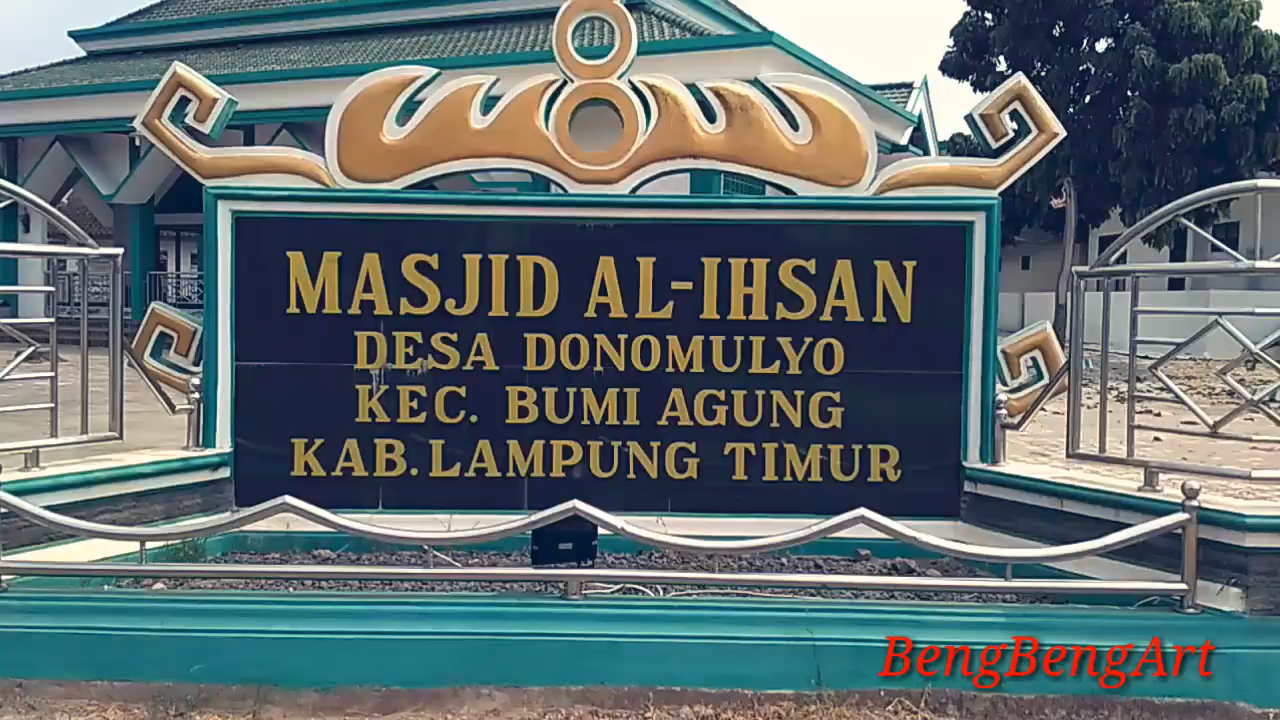 MASJID AL-IHSAN
DESA DONOMULYO
KEC. BUMI AGUNG
KAB. LAMPUNG TIMUR
BengBengArt